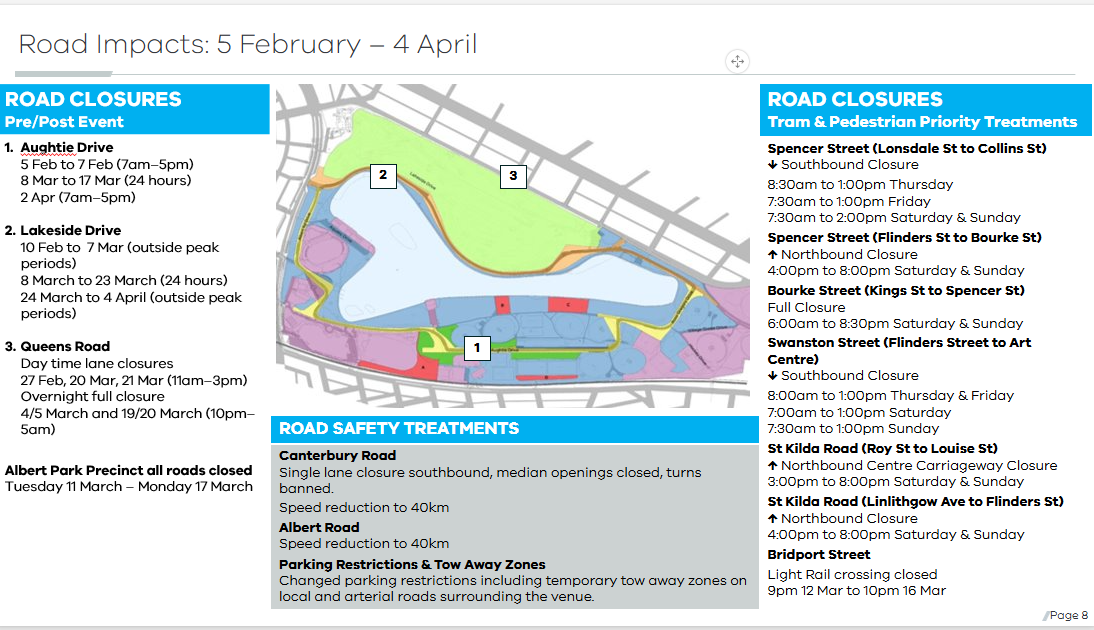 Road Impacts: 5 February – 4 April
ROAD CLOSURES
Pre/Post Event
1. Aughtie Drive
5 Feb to 7 Feb (7am–5pm)
8 Mar to 17 Mar (24 hours)
2 Apr (7am–5pm)
2. Lakeside Drive
10 Feb to 7 Mar (outside peak
periods)
8 March to 23 March (24 hours)
24 March to 4 April (outside peak
periods)
3. Queens Road
Day time lane closures
27 Feb, 20 Mar, 21 Mar (11am–3pm)
Overnight full closure
4/5 March and 19/20 March (10pm–
5am)
Albert Park Precinct all roads closed
Tuesday 11 March – Monday 17 March
2
3
Lakeside Drive
1
Aughtie Drive
ROAD SAFETY TREATMENTS
Canterbury Road
Single lane closure southbound, median openings closed, turns
banned.
Speed reduction to 40km
Albert Road
Speed reduction to 40km
Parking Restrictions & Tow Away Zones
Changed parking restrictions including temporary tow away zones on
local and arterial roads surrounding the venue.
ROAD CLOSURES
Tram & Pedestrian Priority Treatments
Spencer Street (Lonsdale St to Collins St)
↓ Southbound Closure
8:30am to 1:00pm Thursday
7:30am to 1:00pm Friday
7:30am to 2:00pm Saturday & Sunday
Spencer Street (Flinders St to Bourke St)
↑ Northbound Closure
4:00pm to 8:00pm Saturday & Sunday
Bourke Street (Kings St to Spencer St)
Full Closure
6:00am to 8:30pm Saturday & Sunday
Swanston Street (Flinders Street to Art
Centre)
↓ Southbound Closure
8:00am to 1:00pm Thursday & Friday
7:00am to 1:00pm Saturday
7:30am to 1:00pm Sunday
St Kilda Road (Roy St to Louise St)
↑ Northbound Centre Carriageway Closure
3:00pm to 8:00pm Saturday & Sunday
St Kilda Road (Linlithgow Ave to Flinders St)
↑ Northbound Closure
4:00pm to 8:00pm Saturday & Sunday
Bridport Street
Light Rail crossing closed
9pm 12 Mar to 10pm 16 Mar
Page 8